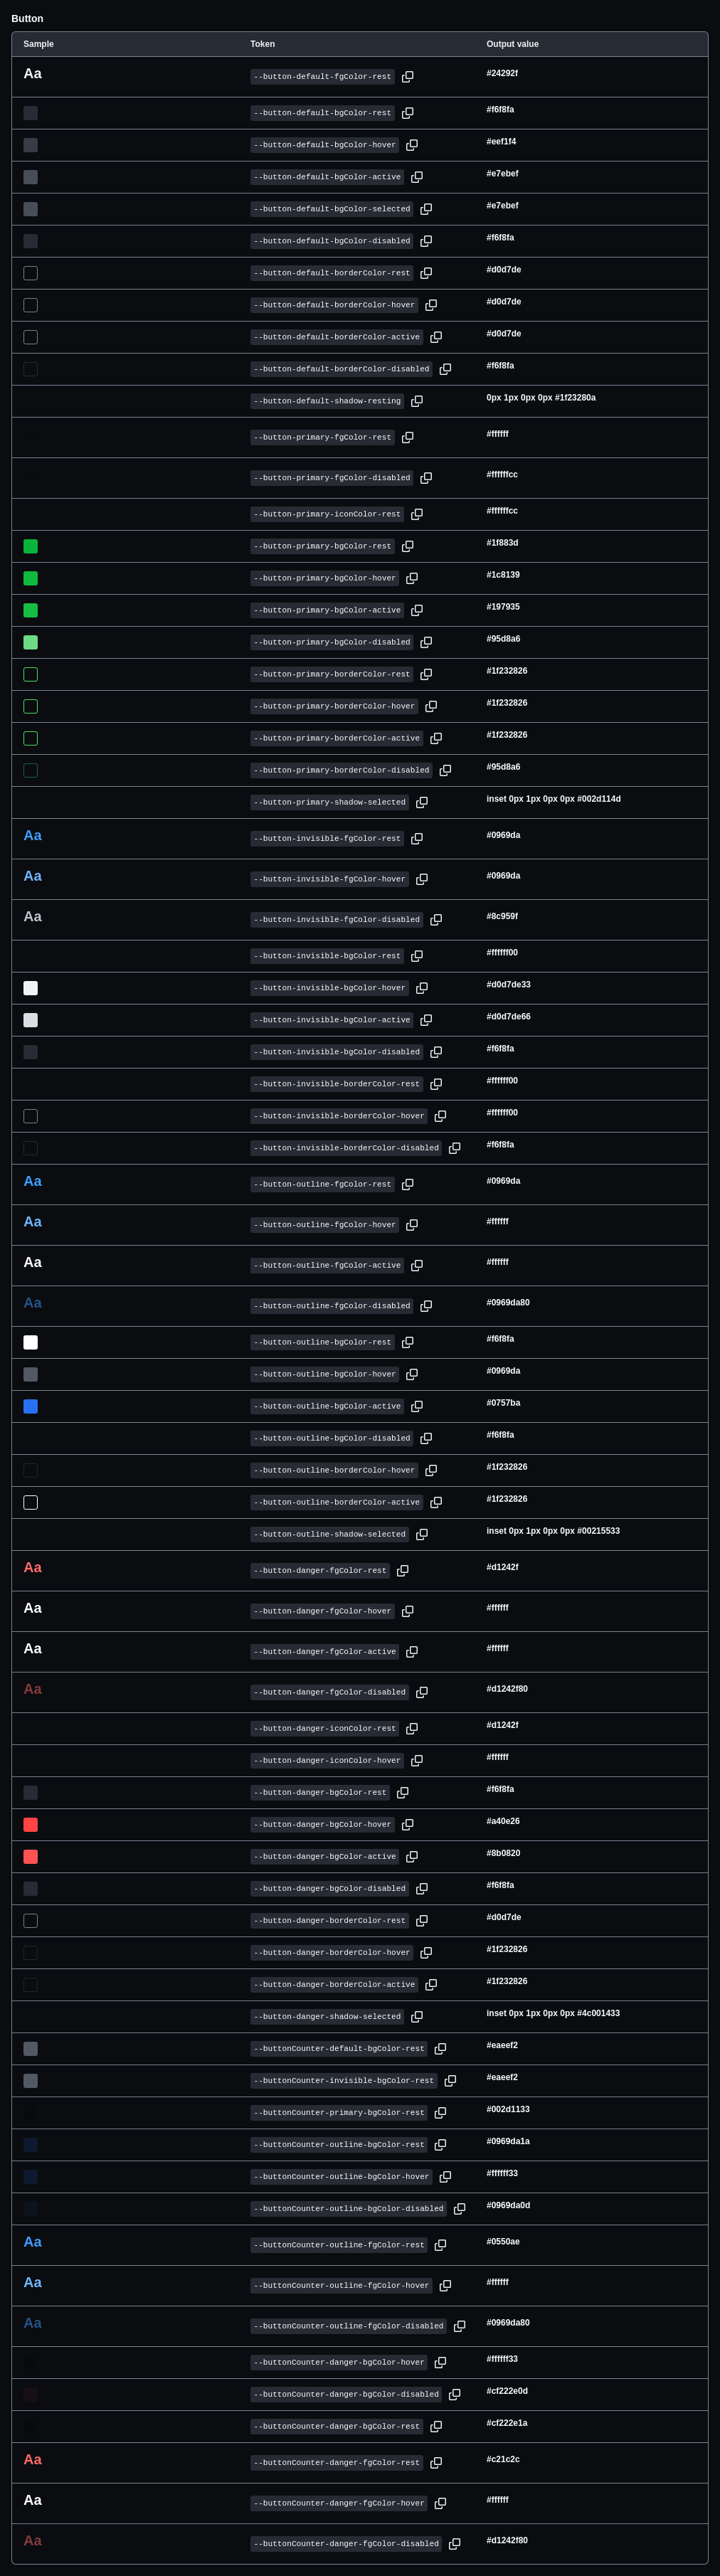 Button
Sample Token Output value
Aa --button-default-fgColor-rest #24292f
--button-default-bgColor-rest #f6f8fa
--button-default-bgColor-hover #eef1f4
--button-default-bgColor-active #e7ebef
--button-default-bgColor-selected #e7ebef
--button-default-bgColor-disabled #f6f8fa
--button-default-borderColor-rest #d0d7de
--button-default-borderColor-hover #d0d7de
--button-default-borderColor-active #d0d7de
--button-default-borderColor-disabled #f6f8fa
--button-default-shadow-resting 0px 1px 0px 0px #1f23280a
--button-primary-fgColor-rest #ffffff
--button-primary-fgColor-disabled #ffffffcc
--button-primary-iconColor-rest #ffffffcc
--button-primary-bgColor-rest #1f883d
--button-primary-bgColor-hover #1c8139
--button-primary-bgColor-active #197935
--button-primary-bgColor-disabled #95d8a6
--button-primary-borderColor-rest #1f232826
--button-primary-borderColor-hover #1f232826
--button-primary-borderColor-active #1f232826
--button-primary-borderColor-disabled #95d8a6
--button-primary-shadow-selected inset 0px 1px 0px 0px #002d114d
Aa --button-invisible-fgColor-rest #0969da
Aa --button-invisible-fgColor-hover #0969da
Aa --button-invisible-fgColor-disabled #8c959f
--button-invisible-bgColor-rest #ffffff00
--button-invisible-bgColor-hover #d0d7de33
--button-invisible-bgColor-active #d0d7de66
--button-invisible-bgColor-disabled #f6f8fa
--button-invisible-borderColor-rest #ffffff00
--button-invisible-borderColor-hover #ffffff00
--button-invisible-borderColor-disabled #f6f8fa
Aa --button-outline-fgColor-rest #0969da
Aa --button-outline-fgColor-hover #ffffff
Aa --button-outline-fgColor-active #ffffff
Aa --button-outline-fgColor-disabled #0969da80
--button-outline-bgColor-rest #f6f8fa
--button-outline-bgColor-hover #0969da
--button-outline-bgColor-active #0757ba
--button-outline-bgColor-disabled #f6f8fa
--button-outline-borderColor-hover #1f232826
--button-outline-borderColor-active #1f232826
--button-outline-shadow-selected inset 0px 1px 0px 0px #00215533
Aa --button-danger-fgColor-rest #d1242f
Aa --button-danger-fgColor-hover #ffffff
Aa --button-danger-fgColor-active #ffffff
Aa --button-danger-fgColor-disabled #d1242f80
--button-danger-iconColor-rest #d1242f
--button-danger-iconColor-hover #ffffff
--button-danger-bgColor-rest #f6f8fa
--button-danger-bgColor-hover #a40e26
--button-danger-bgColor-active #8b0820
--button-danger-bgColor-disabled #f6f8fa
--button-danger-borderColor-rest #d0d7de
--button-danger-borderColor-hover #1f232826
--button-danger-borderColor-active #1f232826
--button-danger-shadow-selected inset 0px 1px 0px 0px #4c001433
--buttonCounter-default-bgColor-rest #eaeef2
--buttonCounter-invisible-bgColor-rest #eaeef2
--buttonCounter-primary-bgColor-rest #002d1133
--buttonCounter-outline-bgColor-rest #0969da1a
--buttonCounter-outline-bgColor-hover #ffffff33
--buttonCounter-outline-bgColor-disabled #0969da0d
Aa --buttonCounter-outline-fgColor-rest #0550ae
Aa --buttonCounter-outline-fgColor-hover #ffffff
Aa --buttonCounter-outline-fgColor-disabled #0969da80
--buttonCounter-danger-bgColor-hover #ffffff33
--buttonCounter-danger-bgColor-disabled #cf222e0d
--buttonCounter-danger-bgColor-rest #cf222e1a
Aa --buttonCounter-danger-fgColor-rest #c21c2c
Aa --buttonCounter-danger-fgColor-hover #ffffff
Aa --buttonCounter-danger-fgColor-disabled #d1242f80